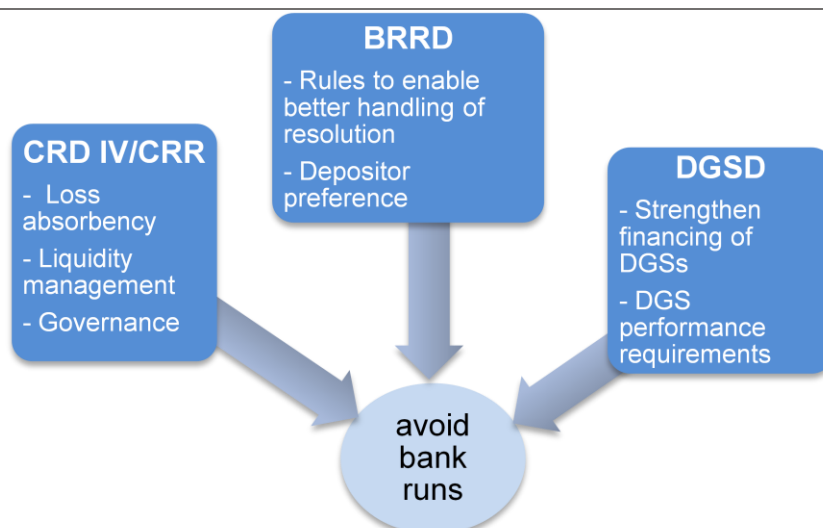 BRRD
- Rules to enable
better handling of
resolution
- Depositor
preference
CRD IV/CRR
- Loss
absorbency
- Liquidity
management
- Governance
DGSD
- Strengthen
financing of
DGSs
- DGS
performance
requirements
avoid
bank
runs